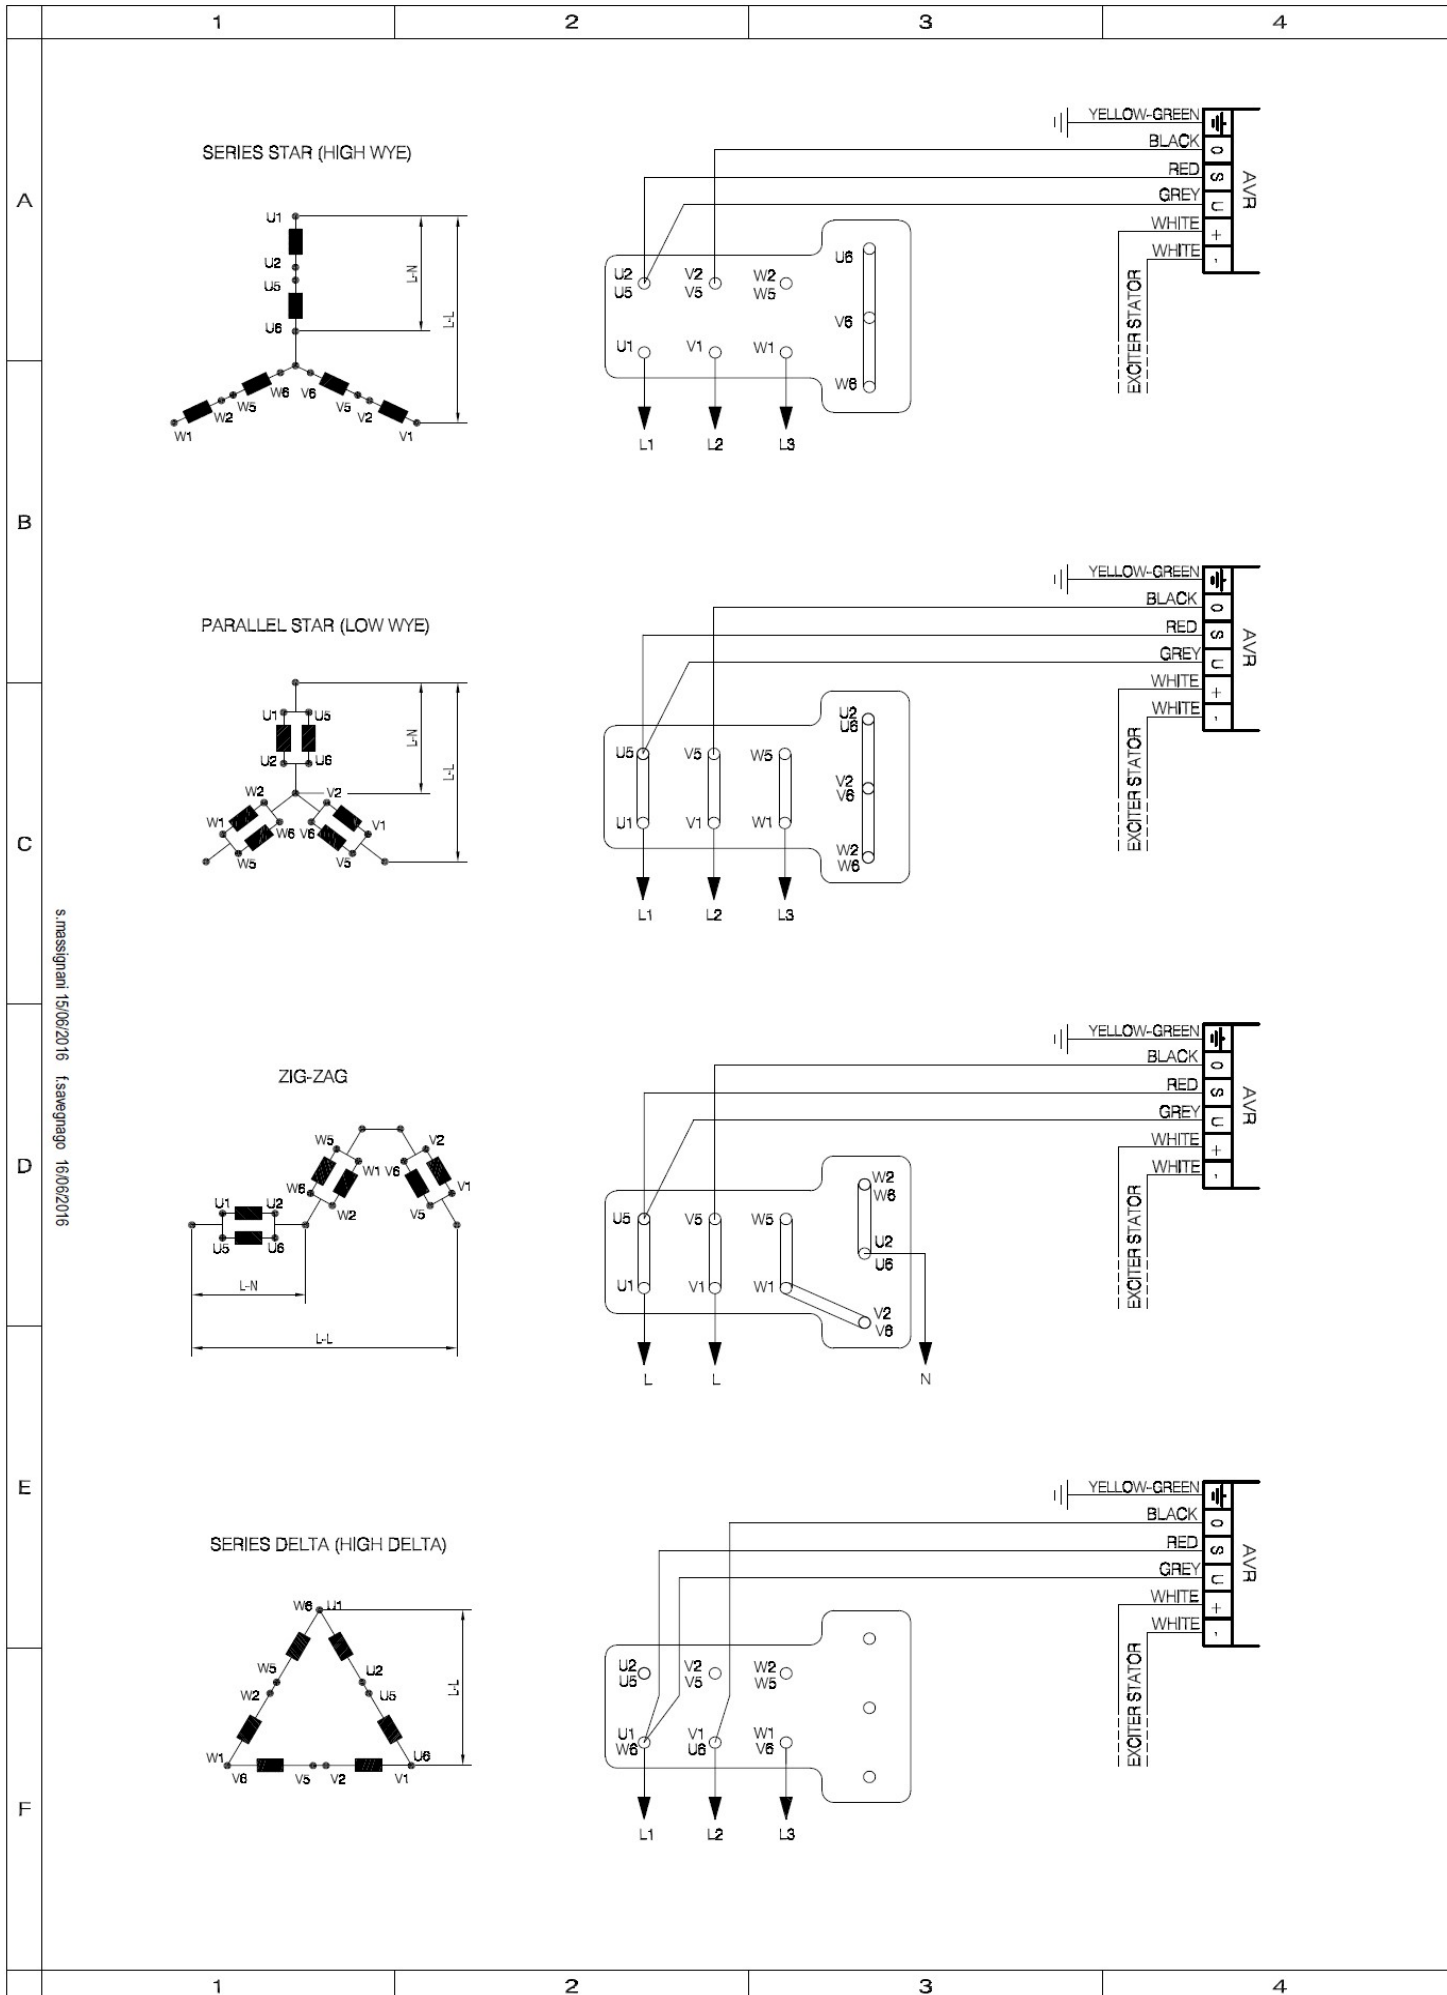 1 2 3 4
A
B
C
D
E
F
s.massignani 15/06/2016 f.savegnago 16/06/2016
SERIES STAR (HIGH WYE)
U1
U2
U5
U6
L-N
L-L
W6 V6
W5 V5
W2 V2
W1 V1
U2 V2 W2
U5 V5 W5
U1 V1 W1
U6
V6
W6
L1 L2 L3
YELLOW-GREEN
BLACK 0
RED S
GREY U
WHITE +
WHITE -
AVR
EXCITER STATOR
PARALLEL STAR (LOW WYE)
U1 U5
U2 U6
L-N
L-L
W2 V2
W1 W6 V6 V1
W5 V5
U5 V5 W5
U1 V1 W1
U2
U6
V2
V6
W2
W6
L1 L2 L3
YELLOW-GREEN
BLACK 0
RED S
GREY U
WHITE +
WHITE -
AVR
EXCITER STATOR
ZIG-ZAG
W5 V2
W1 V6
W6 V1
W2 V5
U1 U2
U5 U6
L-N
L-L
U5 V5 W5
U1 V1 W1
W2
W6
U2
U6
V2
V6
L L N
YELLOW-GREEN
BLACK 0
RED S
GREY U
WHITE +
WHITE -
AVR
EXCITER STATOR
SERIES DELTA (HIGH DELTA)
W6 U1
W5 U2
W2 U5
W1 U6
V6 V5 V2 V1
L-L
U2 V2 W2
U5 V5 W5
U1 V1 W1
W6 U6 V6
L1 L2 L3
YELLOW-GREEN
BLACK 0
RED S
GREY U
WHITE +
WHITE -
AVR
EXCITER STATOR
1 2 3 4